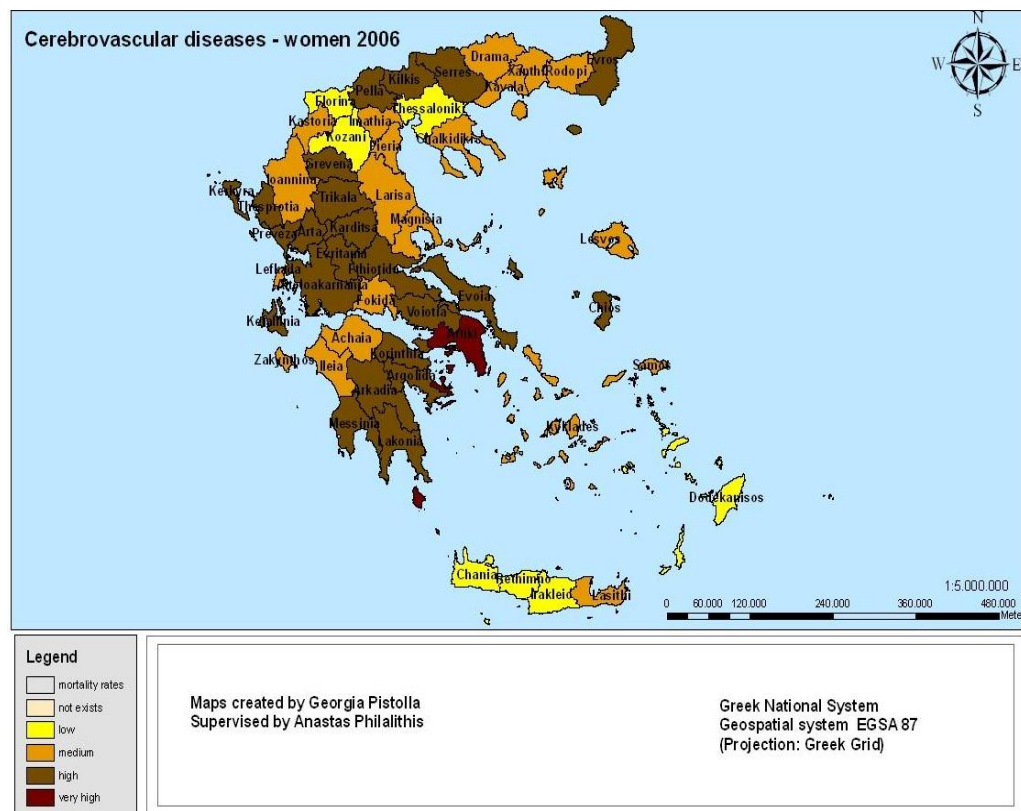 Cerebrovascular diseases - women 2006
N
W
E
S
Drama
Xanthi
Rodopi
Evros
Serres
Kilkis
Kavala
Pella
Florina
Thessaloniki
Kastoria
Imathia
Kozani
Pieria
Chalkidikis
Grevena
Ioannina
Kerkyra
Thesprotia
Trikala
Larisa
Magnisia
Preveza
Arta
Karditsa
Lesvos
Evritania
Lefkada
Fthiotida
Aitoloakarnania
Fokida
Evoia
Voiotia
Chios
Kefallinia
Achaia
Attiki
Zakynthos
Ileia
Korinthia
Samos
Argolida
Arkadia
Messinia
Kyklades
Lakonia
Dodekanisos
Chania
Rethimno
Irakleio
Lasithi
1:5.000.000
0 60.000 120.000 240.000 360.000 480.000
Mete
Legend
mortality rates
not exists
low
medium
high
very high
Maps created by Georgia Pistolla
Supervised by Anastas Philalithis
Greek National System
Geospatial system EGSA 87
(Projection: Greek Grid)